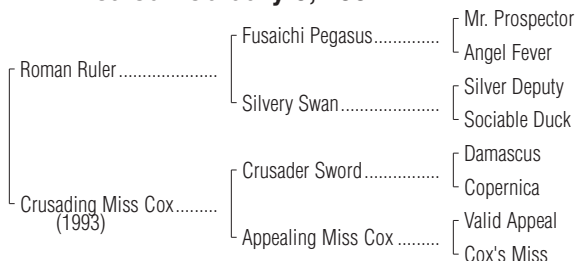 Mr. Prospector
Fusaichi Pegasus.............
Angel Fever
Roman Ruler....................
Silver Deputy
Silvery Swan....................
Sociable Duck
Damascus
Crusader Sword...............
Copernica
Crusading Miss Cox.........
(1993)
Valid Appeal
Appealing Miss Cox ........
Cox's Miss